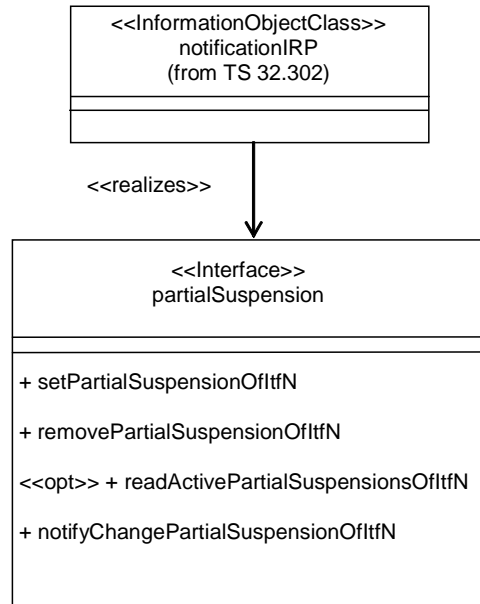 <<InformationObjectClass>>
notificationIRP
(from TS 32.302)
<<realizes>>
<<Interface>>
partialSuspension
+ setPartialSuspensionOfItfN
+ removePartialSuspensionOfItfN
<<opt>> + readActivePartialSuspensionsOfItfN
+ notifyChangePartialSuspensionOfItfN